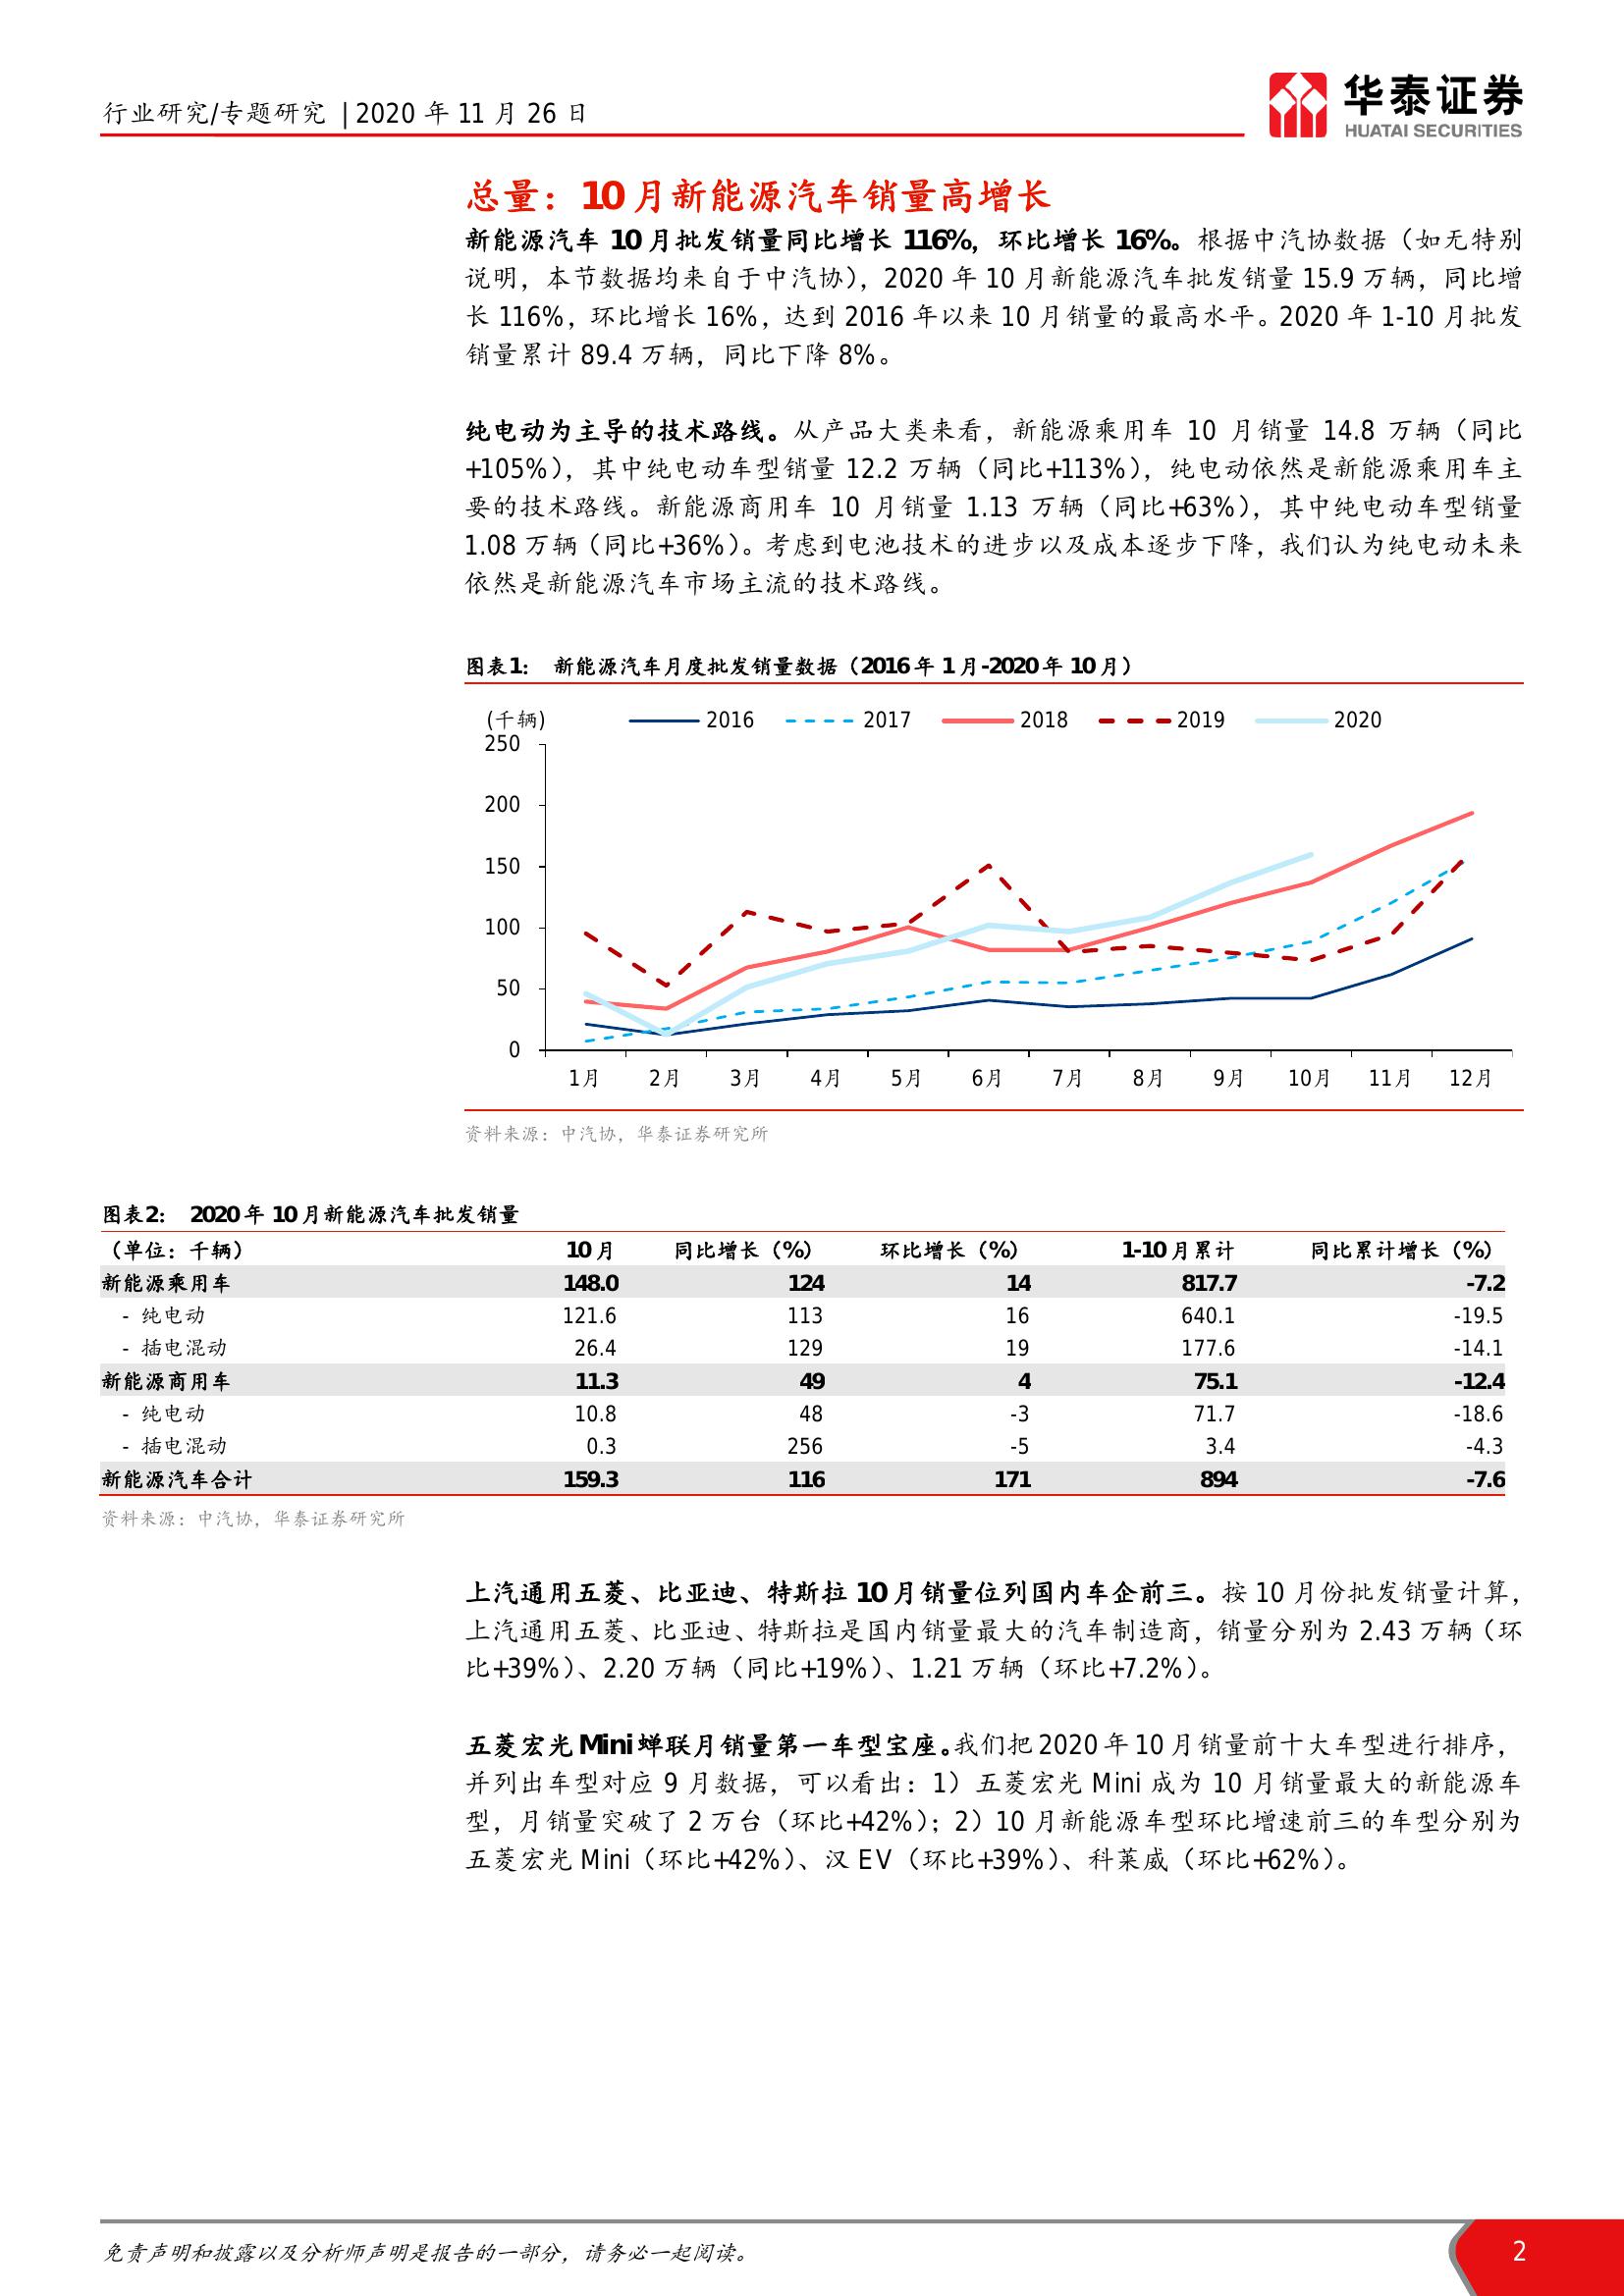 行业研究/专题研究 | 2020 年 11 月 26 日
华泰证券
HUATAI SECURITIES
总量：10 月新能源汽车销量高增长
新能源汽车 10 月批发销量同比增长 116%，环比增长 16%。根据中汽协数据（如无特别
说明，本节数据均来自于中汽协），2020 年 10 月新能源汽车批发销量 15.9 万辆，同比增
长 116%，环比增长 16%，达到 2016 年以来 10 月销量的最高水平。2020 年 1-10 月批发
销量累计 89.4 万辆，同比下降 8%。
纯电动为主导的技术路线。从产品大类来看，新能源乘用车 10 月销量 14.8 万辆（同比
+105%），其中纯电动车型销量 12.2 万辆（同比+113%），纯电动依然是新能源乘用车主
要的技术路线。新能源商用车 10 月销量 1.13 万辆（同比+63%），其中纯电动车型销量
1.08 万辆（同比+36%）。考虑到电池技术的进步以及成本逐步下降，我们认为纯电动未来
依然是新能源汽车市场主流的技术路线。
图表1： 新能源汽车月度批发销量数据（2016 年 1 月-2020 年 10 月）
(千辆) 2016 2017 2018 2019 2020
250
200
150
100
50
0
1月 2月 3月 4月 5月 6月 7月 8月 9月 10月 11月 12月
资料来源：中汽协，华泰证券研究所
图表2： 2020 年 10 月新能源汽车批发销量
（单位：千辆） 10 月 同比增长（%） 环比增长（%） 1-10 月累计 同比累计增长（%）
新能源乘用车 148.0 124 14 817.7 -7.2
- 纯电动 121.6 113 16 640.1 -19.5
- 插电混动 26.4 129 19 177.6 -14.1
新能源商用车 11.3 49 4 75.1 -12.4
- 纯电动 10.8 48 -3 71.7 -18.6
- 插电混动 0.3 256 -5 3.4 -4.3
新能源汽车合计 159.3 116 171 894 -7.6
资料来源：中汽协，华泰证券研究所
上汽通用五菱、比亚迪、特斯拉 10 月销量位列国内车企前三。按 10 月份批发销量计算，
上汽通用五菱、比亚迪、特斯拉是国内销量最大的汽车制造商，销量分别为 2.43 万辆（环
比+39%）、2.20 万辆（同比+19%）、1.21 万辆（环比+7.2%）。
五菱宏光 Mini 蝉联月销量第一车型宝座。我们把 2020 年 10 月销量前十大车型进行排序，
并列出车型对应 9 月数据，可以看出：1）五菱宏光 Mini 成为 10 月销量最大的新能源车
型，月销量突破了 2 万台（环比+42%）；2）10 月新能源车型环比增速前三的车型分别为
五菱宏光 Mini（环比+42%）、汉 EV（环比+39%）、科莱威（环比+62%）。
免责声明和披露以及分析师声明是报告的一部分，请务必一起阅读。
2